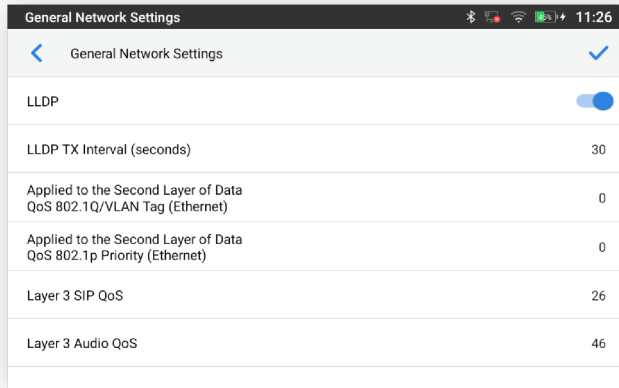 General Network Settings 45% 11:26
General Network Settings
LLDP
LLDP TX Interval (seconds) 30
Applied to the Second Layer of Data
QoS 802.1Q/VLAN Tag (Ethernet) 0
Applied to the Second Layer of Data
QoS 802.1p Priority (Ethernet) 0
Layer 3 SIP QoS 26
Layer 3 Audio QoS 46